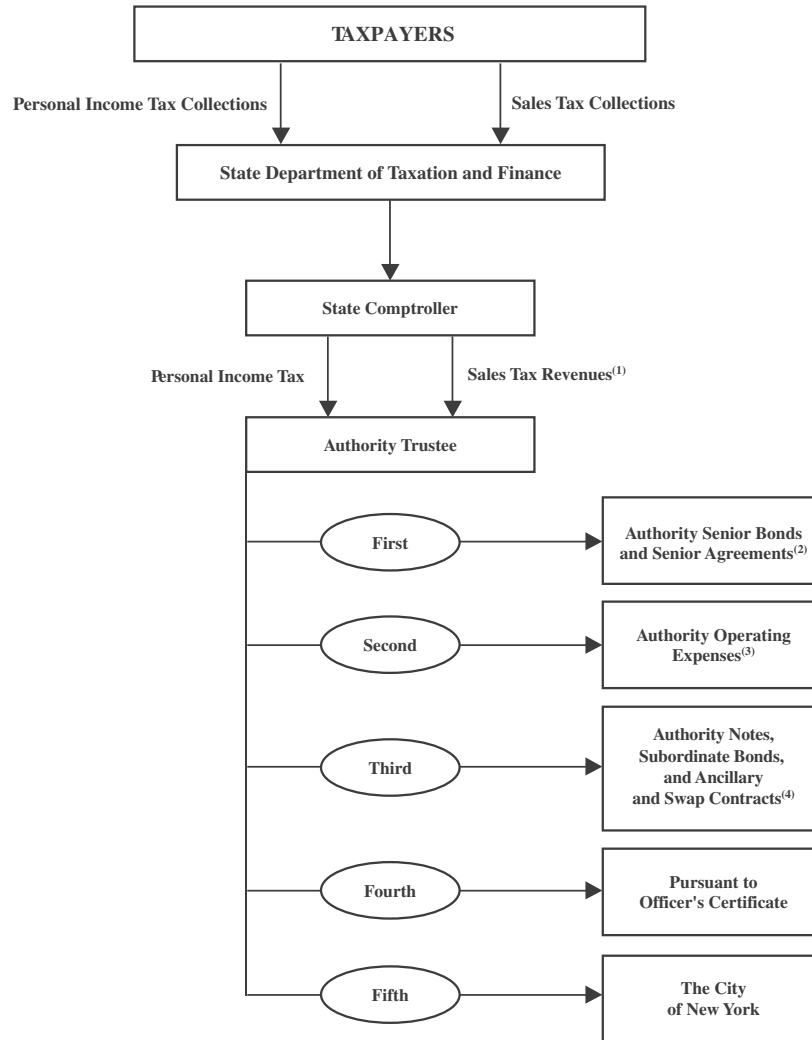 TAXPAYERS
Personal Income Tax Collections
Sales Tax Collections
State Department of Taxation and Finance
State Comptroller
Personal Income Tax
Sales Tax Revenues(1)
Authority Trustee
First
Authority Senior Bonds
and Senior Agreements(2)
Second
Authority Operating
Expenses(3)
Third
Authority Notes,
Subordinate Bonds,
and Ancillary
and Swap Contracts(4)
Fourth
Pursuant to
Officer's Certificate
Fifth
The City
of New York